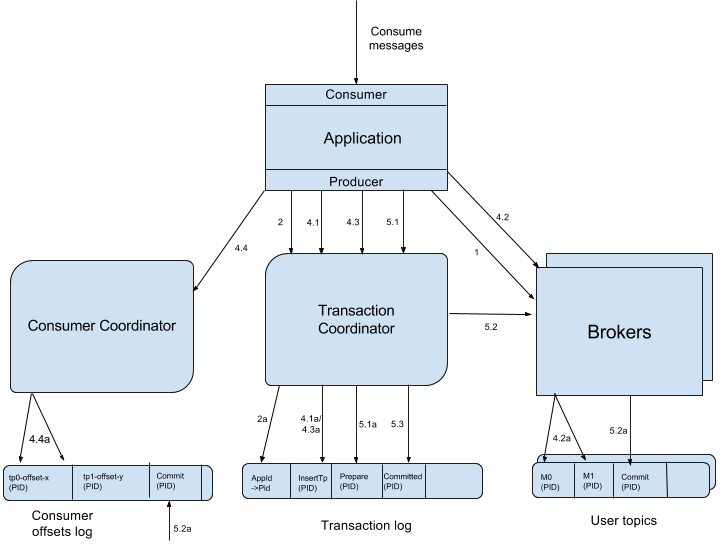 Consume
messages
Consumer
Application
Producer
4.4
2
4.1
4.3
5.1
1
4.2
Consumer Coordinator
Transaction
Coordinator
5.2
Brokers
4.4a
2a
4.1a/
4.3a
5.1a
5.3
4.2a
5.2a
tp0-offset-x
(PID)
tp1-offset-y
(PID)
Commit
(PID)
AppId
->Pid
InsertTp
(PID)
Prepare
(PID)
Committed
(PID)
M0
(PID)
M1
(PID)
Commit
(PID)
Consumer
offsets log
5.2a
Transaction log
User topics